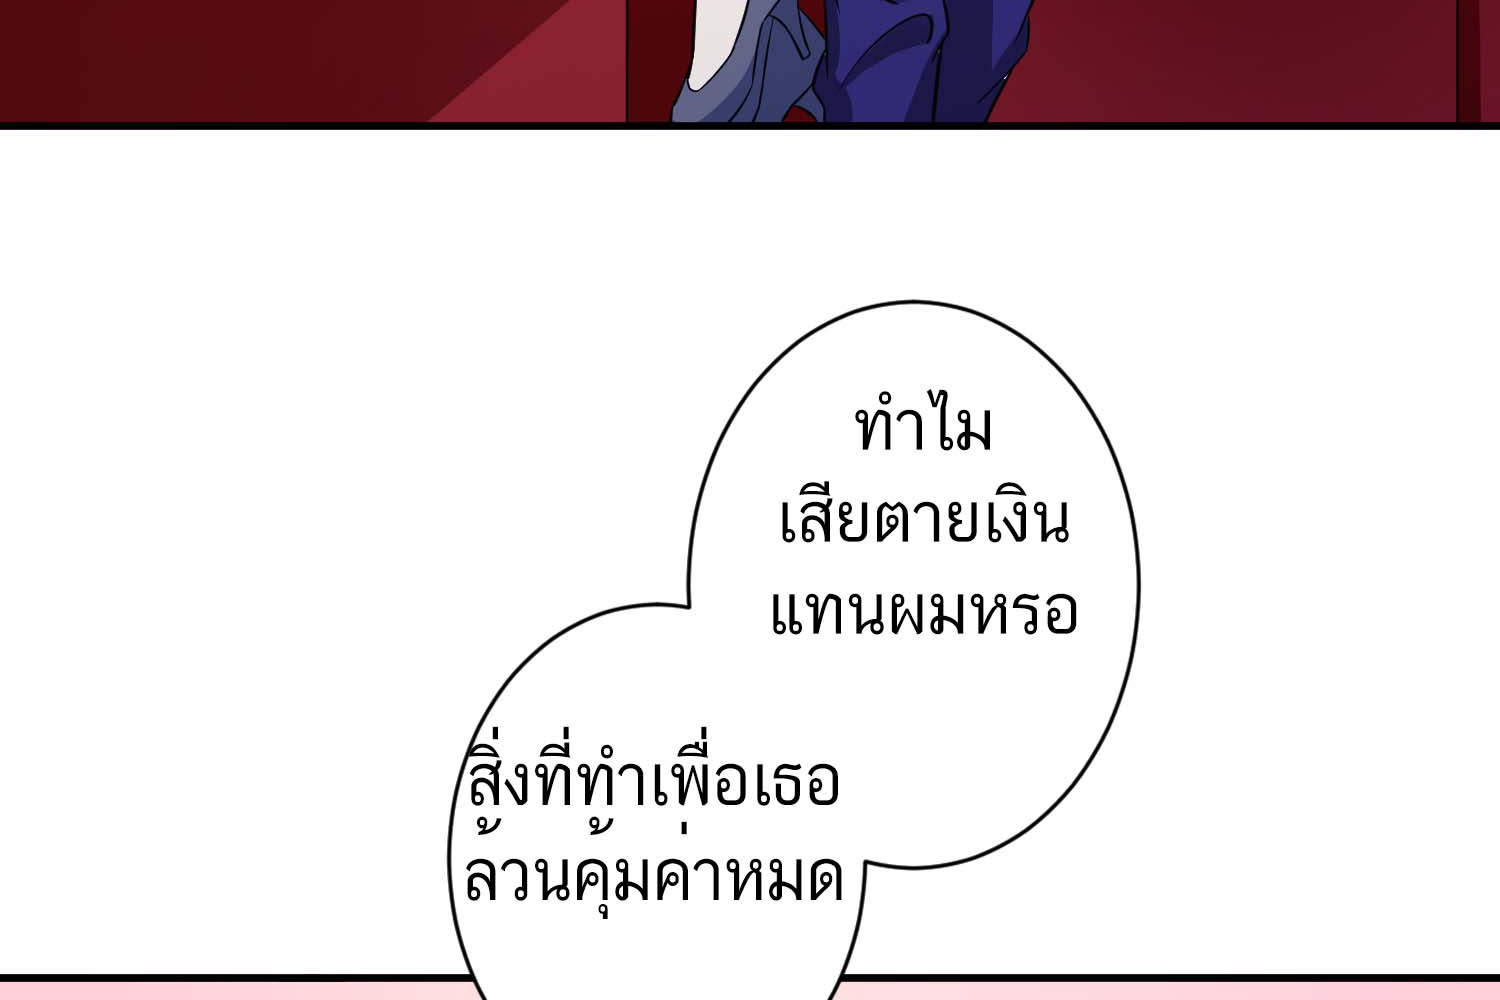 ทำไม
เสียตายเงิน
แทนผมหรอ
สิ่งที่ทำเพื่อเธอ
ล้วนคุ้มค่าหมด